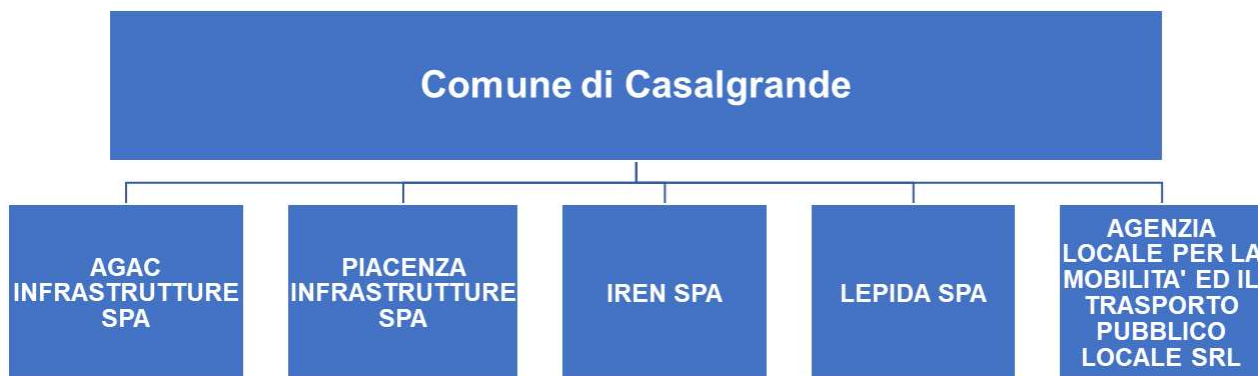 Comune di Casalgrande
AGAC
INFRASTRUTTURE
SPA
PIACENZA
INFRASTRUTTURE
SPA
IREN SPA
LEPIDA SPA
AGENZIA
LOCALE PER LA
MOBILITA' ED IL
TRASPORTO
PUBBLICO
LOCALE SRL